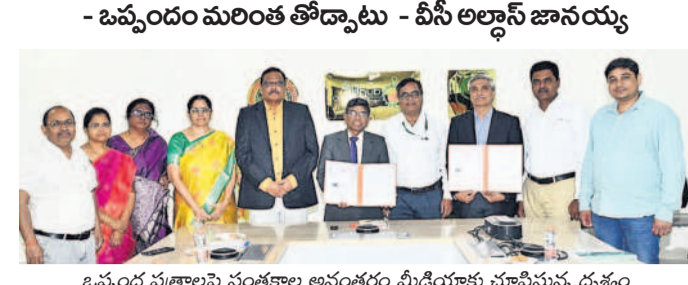 - ఒప్పందం మరింత తోడ్పాటు - వీసీ అల్దాస్ జానయ్య
ఒప్పంద పత్రాలపై సంతకాల అనంతరం మీడియాకు చూపిస్తున్న దృశ్యం